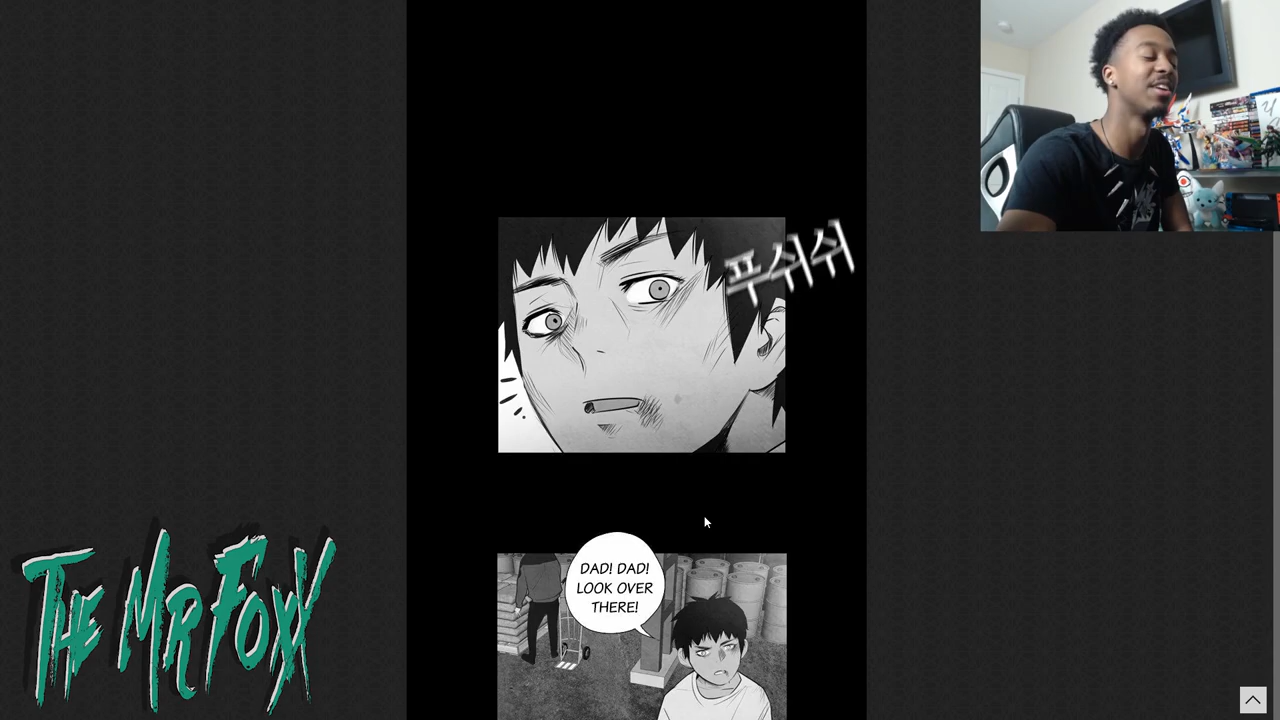 푸쉬쉬
DAD! DAD!
LOOK OVER
THERE!
THE MR FOXX